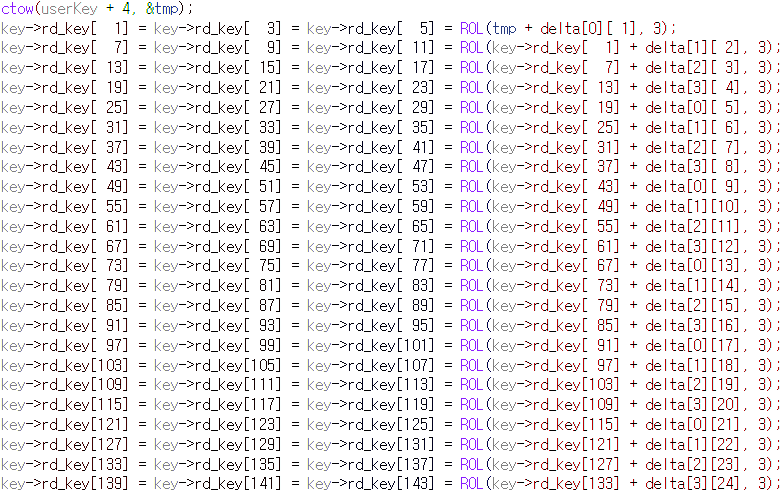 ctow(userKey + 4, &tmp);
key->rd_key[  1] = key->rd_key[  3] = key->rd_key[  5] = ROL(tmp + delta[0][ 1], 3);
key->rd_key[  7] = key->rd_key[  9] = key->rd_key[ 11] = ROL(key->rd_key[  1] + delta[1][ 2], 3);
key->rd_key[ 13] = key->rd_key[ 15] = key->rd_key[ 17] = ROL(key->rd_key[  7] + delta[2][ 3], 3);
key->rd_key[ 19] = key->rd_key[ 21] = key->rd_key[ 23] = ROL(key->rd_key[ 13] + delta[3][ 4], 3);
key->rd_key[ 25] = key->rd_key[ 27] = key->rd_key[ 29] = ROL(key->rd_key[ 19] + delta[0][ 5], 3);
key->rd_key[ 31] = key->rd_key[ 33] = key->rd_key[ 35] = ROL(key->rd_key[ 25] + delta[1][ 6], 3);
key->rd_key[ 37] = key->rd_key[ 39] = key->rd_key[ 41] = ROL(key->rd_key[ 31] + delta[2][ 7], 3);
key->rd_key[ 43] = key->rd_key[ 45] = key->rd_key[ 47] = ROL(key->rd_key[ 37] + delta[3][ 8], 3);
key->rd_key[ 49] = key->rd_key[ 51] = key->rd_key[ 53] = ROL(key->rd_key[ 43] + delta[0][ 9], 3);
key->rd_key[ 55] = key->rd_key[ 57] = key->rd_key[ 59] = ROL(key->rd_key[ 49] + delta[1][10], 3);
key->rd_key[ 61] = key->rd_key[ 63] = key->rd_key[ 65] = ROL(key->rd_key[ 55] + delta[2][11], 3);
key->rd_key[ 67] = key->rd_key[ 69] = key->rd_key[ 71] = ROL(key->rd_key[ 61] + delta[3][12], 3);
key->rd_key[ 73] = key->rd_key[ 75] = key->rd_key[ 77] = ROL(key->rd_key[ 67] + delta[0][13], 3);
key->rd_key[ 79] = key->rd_key[ 81] = key->rd_key[ 83] = ROL(key->rd_key[ 73] + delta[1][14], 3);
key->rd_key[ 85] = key->rd_key[ 87] = key->rd_key[ 89] = ROL(key->rd_key[ 79] + delta[2][15], 3);
key->rd_key[ 91] = key->rd_key[ 93] = key->rd_key[ 95] = ROL(key->rd_key[ 85] + delta[3][16], 3);
key->rd_key[ 97] = key->rd_key[ 99] = key->rd_key[101] = ROL(key->rd_key[ 91] + delta[0][17], 3);
key->rd_key[103] = key->rd_key[105] = key->rd_key[107] = ROL(key->rd_key[ 97] + delta[1][18], 3);
key->rd_key[109] = key->rd_key[111] = key->rd_key[113] = ROL(key->rd_key[103] + delta[2][19], 3);
key->rd_key[115] = key->rd_key[117] = key->rd_key[119] = ROL(key->rd_key[109] + delta[3][20], 3);
key->rd_key[121] = key->rd_key[123] = key->rd_key[125] = ROL(key->rd_key[115] + delta[0][21], 3);
key->rd_key[127] = key->rd_key[129] = key->rd_key[131] = ROL(key->rd_key[121] + delta[1][22], 3);
key->rd_key[133] = key->rd_key[135] = key->rd_key[137] = ROL(key->rd_key[127] + delta[2][23], 3);
key->rd_key[139] = key->rd_key[141] = key->rd_key[143] = ROL(key->rd_key[133] + delta[3][24], 3);